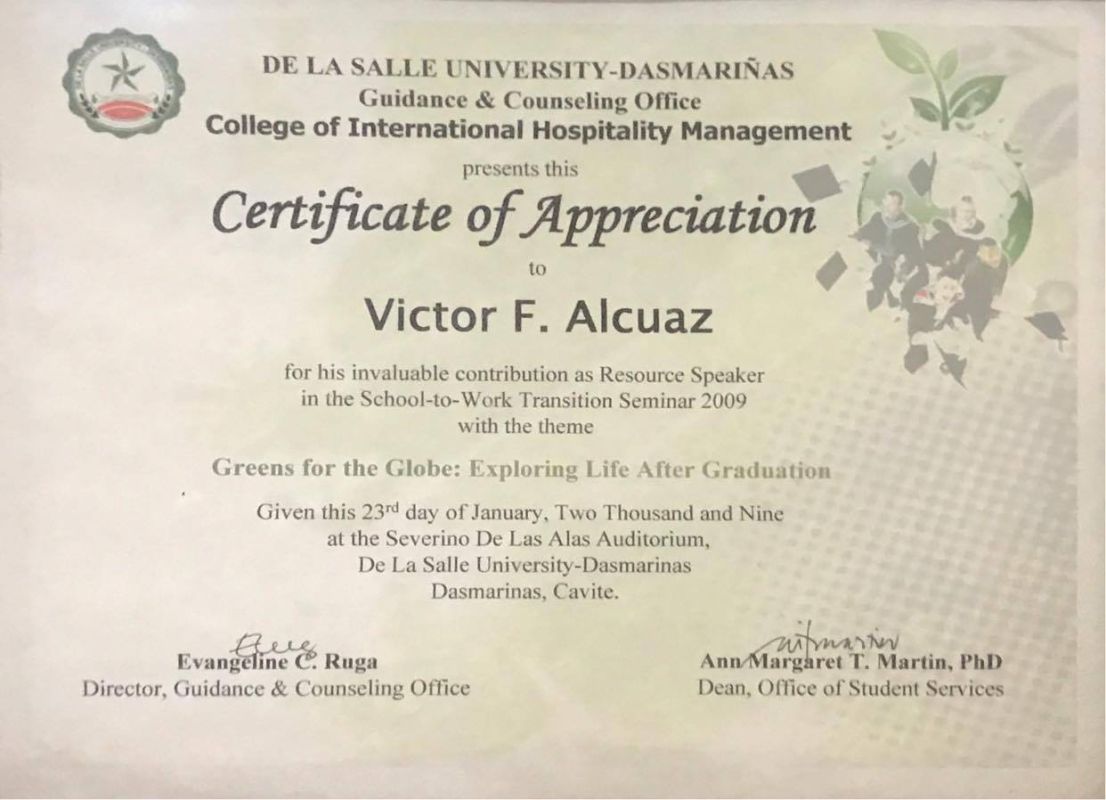 DE LA SALLE UNIVERSITY-DASMARIÑAS
Guidance & Counseling Office
College of International Hospitality Management
presents this
Certificate of Appreciation
to
Victor F. Alcuaz
for his invaluable contribution as Resource Speaker
in the School-to-Work Transition Seminar 2009
with the theme
Greens for the Globe: Exploring Life After Graduation
Given this 23rd day of January, Two Thousand and Nine
at the Severino De Las Alas Auditorium,
De La Salle University-Dasmarinas
Dasmarinas, Cavite.
Evangeline C. Ruga
Director, Guidance & Counseling Office
Ann Margaret T. Martin, PhD
Dean, Office of Student Services